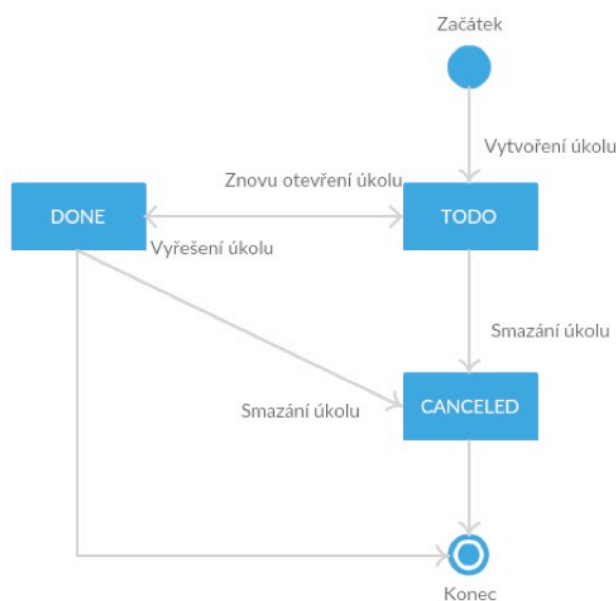 Začátek
Vytvoření úkolu
Znovu otevření úkolu
DONE
TODO
Vyřešení úkolu
Smazání úkolu
CANCELED
Smazání úkolu
Konec